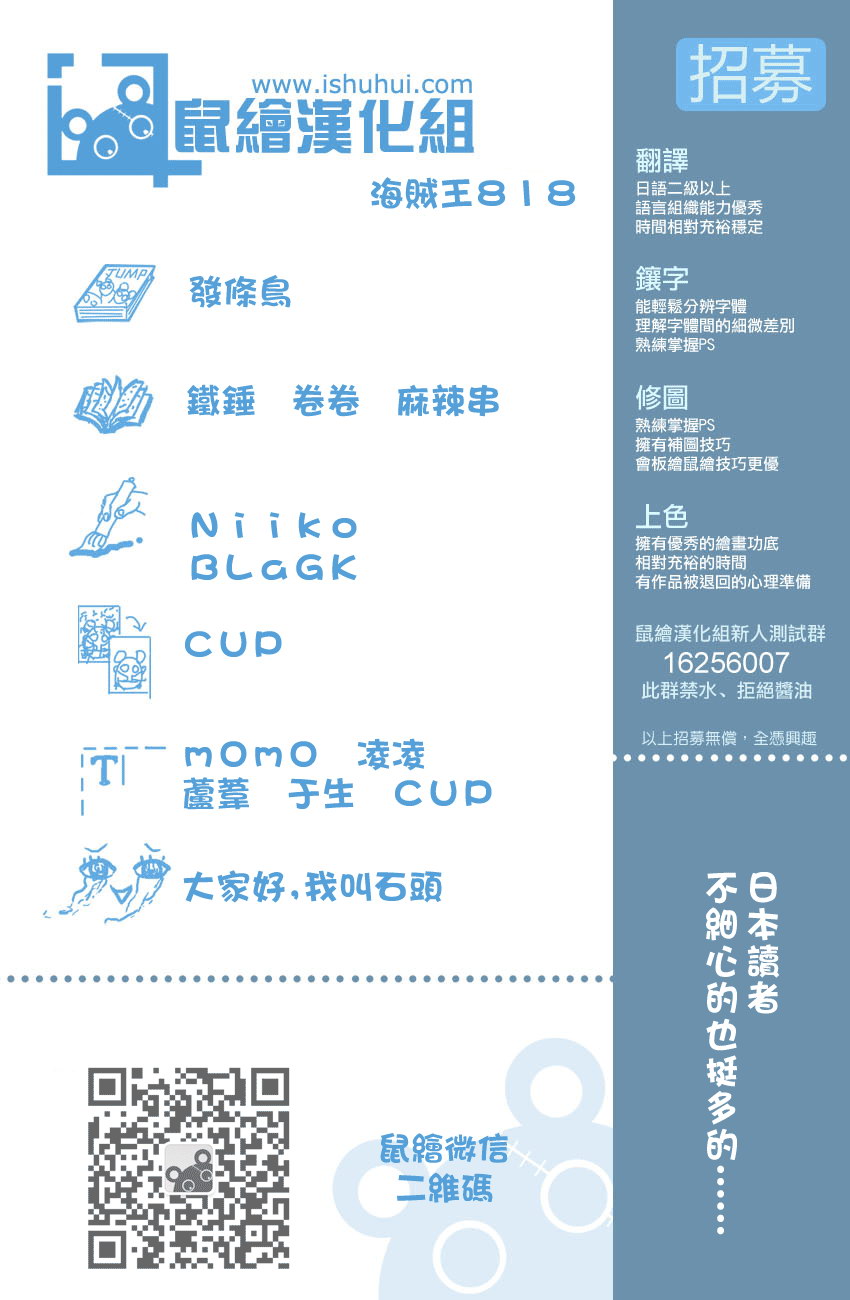 www.ishuhui.com
鼠繪漢化組
海賊王818
JUMP
發條鳥
鐵錘 卷卷 麻辣串
Niiko
BLaGK
CUP
T
mOmO 凌凌
蘆葦 于生 CUP
大家好,我叫石頭
鼠繪微信
二維碼
招募
翻譯
日語二級以上
語言組織能力優秀
時間相對充裕穩定
鑲字
能輕鬆分辨字體
理解字體間的細微差別
熟練掌握PS
修圖
熟練掌握PS
擁有補圖技巧
會板繪鼠繪技巧更優
上色
擁有優秀的繪畫功底
相對充裕的時間
有作品被退回的心理準備
鼠繪漢化組新人測試群
16256007
此群禁水、拒絕醬油
以上招募無償，全憑興趣
日本讀者
不細心的也挺多的……